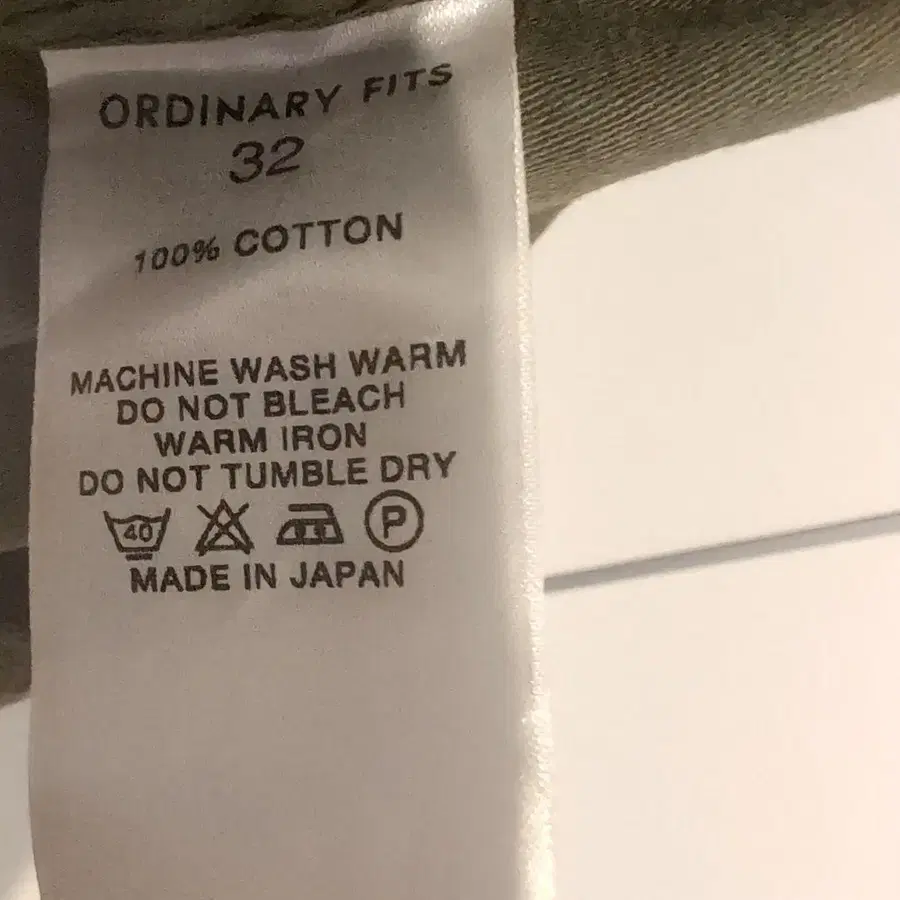 ORDINARY FITS
32
100% COTTON
MACHINE WASH WARM
DO NOT BLEACH
WARM IRON
DO NOT TUMBLE DRY
40 P
MADE IN JAPAN